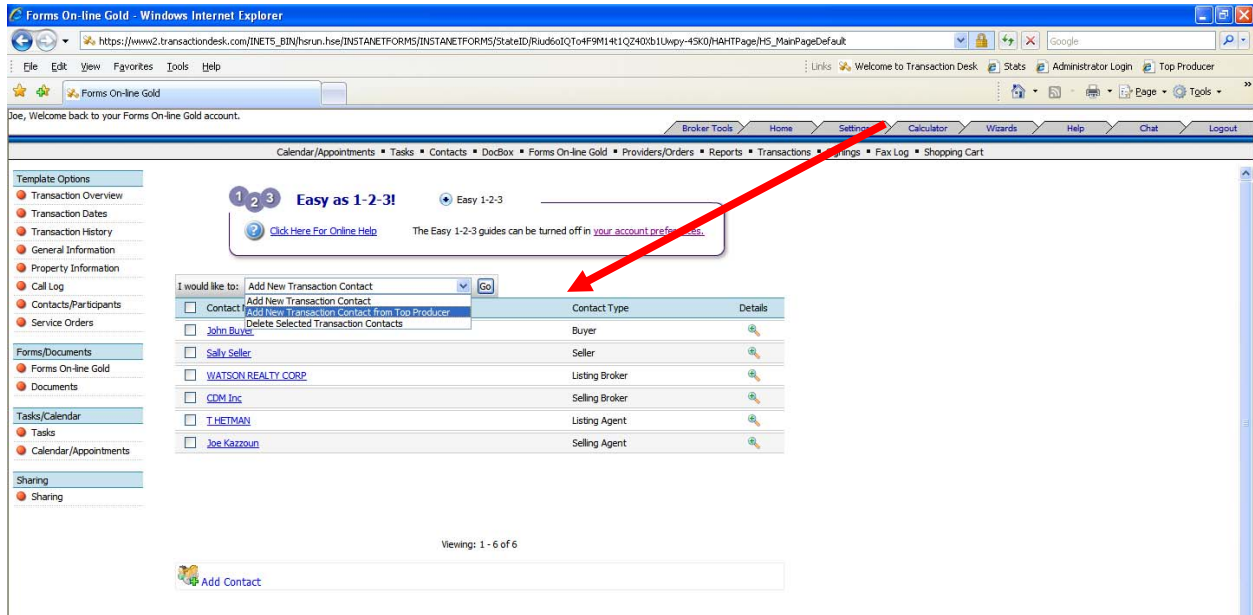 Forms On-line Gold - Windows Internet Explorer
https://www2.transactiondesk.com/INET5_BIN/hsrun.hse/INSTANETFORMS/INSTANETFORMS/StateID/Riud6oIQTo4F9M14t1QZ40Xb1Uwpy-45K0/HAHTPage/HS_MainPageDefault
Google
File Edit View Favorites Tools Help
Links Welcome to Transaction Desk Stats Administrator Login Top Producer
Forms On-line Gold
Page Tools »
Joe, Welcome back to your Forms On-line Gold account.
Broker Tools Home Settings Calculator Wizards Help Chat Logout
Calendar/Appointments ▪ Tasks ▪ Contacts ▪ DocBox ▪ Forms On-line Gold ▪ Providers/Orders ▪ Reports ▪ Transactions ▪ ▪ Fax Log ▪ Shopping Cart
Template Options
Transaction Overview
Transaction Dates
Transaction History
General Information
Property Information
Call Log
Contacts/Participants
Service Orders
Forms/Documents
Forms On-line Gold
Documents
Tasks/Calendar
Tasks
Calendar/Appointments
Sharing
Sharing
1 2 3 Easy as 1-2-3! Easy 1-2-3
Click Here For Online Help The Easy 1-2-3 guides can be turned off in your account preferences.
I would like to: Add New Transaction Contact Go
Add New Transaction Contact
Add New Transaction Contact from Top Producer
Delete Selected Transaction Contacts
Contact Contact Type Details
John Buyer Buyer
Sally Seller Seller
WATSON REALTY CORP Listing Broker
CDM Inc Selling Broker
T HETMAN Listing Agent
Joe Kazzoun Selling Agent
Viewing: 1 - 6 of 6
Add Contact